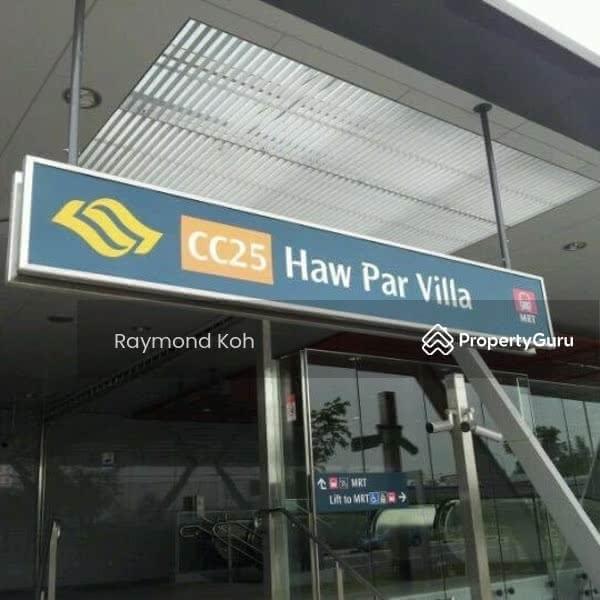 CC25 Haw Par Villa
MRT
Raymond Koh
PropertyGuru
MRT
Lift to MRT